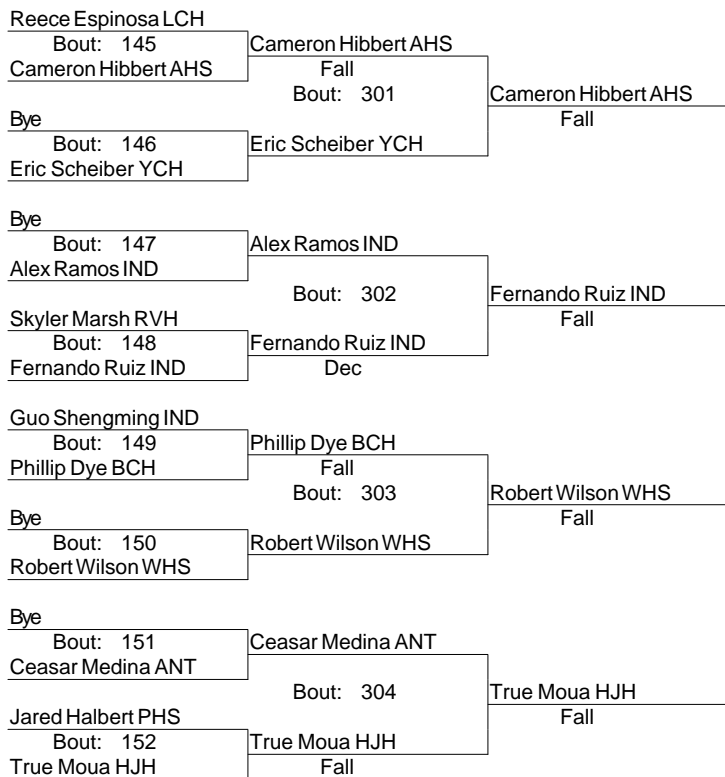 Reece Espinosa LCH
Bout: 145
Cameron Hibbert AHS
Cameron Hibbert AHS
Fall
Bout: 301
Cameron Hibbert AHS
Fall
Bye
Bout: 146
Eric Scheiber YCH
Eric Scheiber YCH
Bye
Bout: 147
Alex Ramos IND
Alex Ramos IND
Bout: 302
Fernando Ruiz IND
Fall
Skyler Marsh RVH
Bout: 148
Fernando Ruiz IND
Fernando Ruiz IND
Dec
Guo Shengming IND
Bout: 149
Phillip Dye BCH
Phillip Dye BCH
Fall
Bout: 303
Robert Wilson WHS
Fall
Bye
Bout: 150
Robert Wilson WHS
Robert Wilson WHS
Bye
Bout: 151
Ceasar Medina ANT
Ceasar Medina ANT
Bout: 304
True Moua HJH
Fall
Jared Halbert PHS
Bout: 152
True Moua HJH
True Moua HJH
Fall